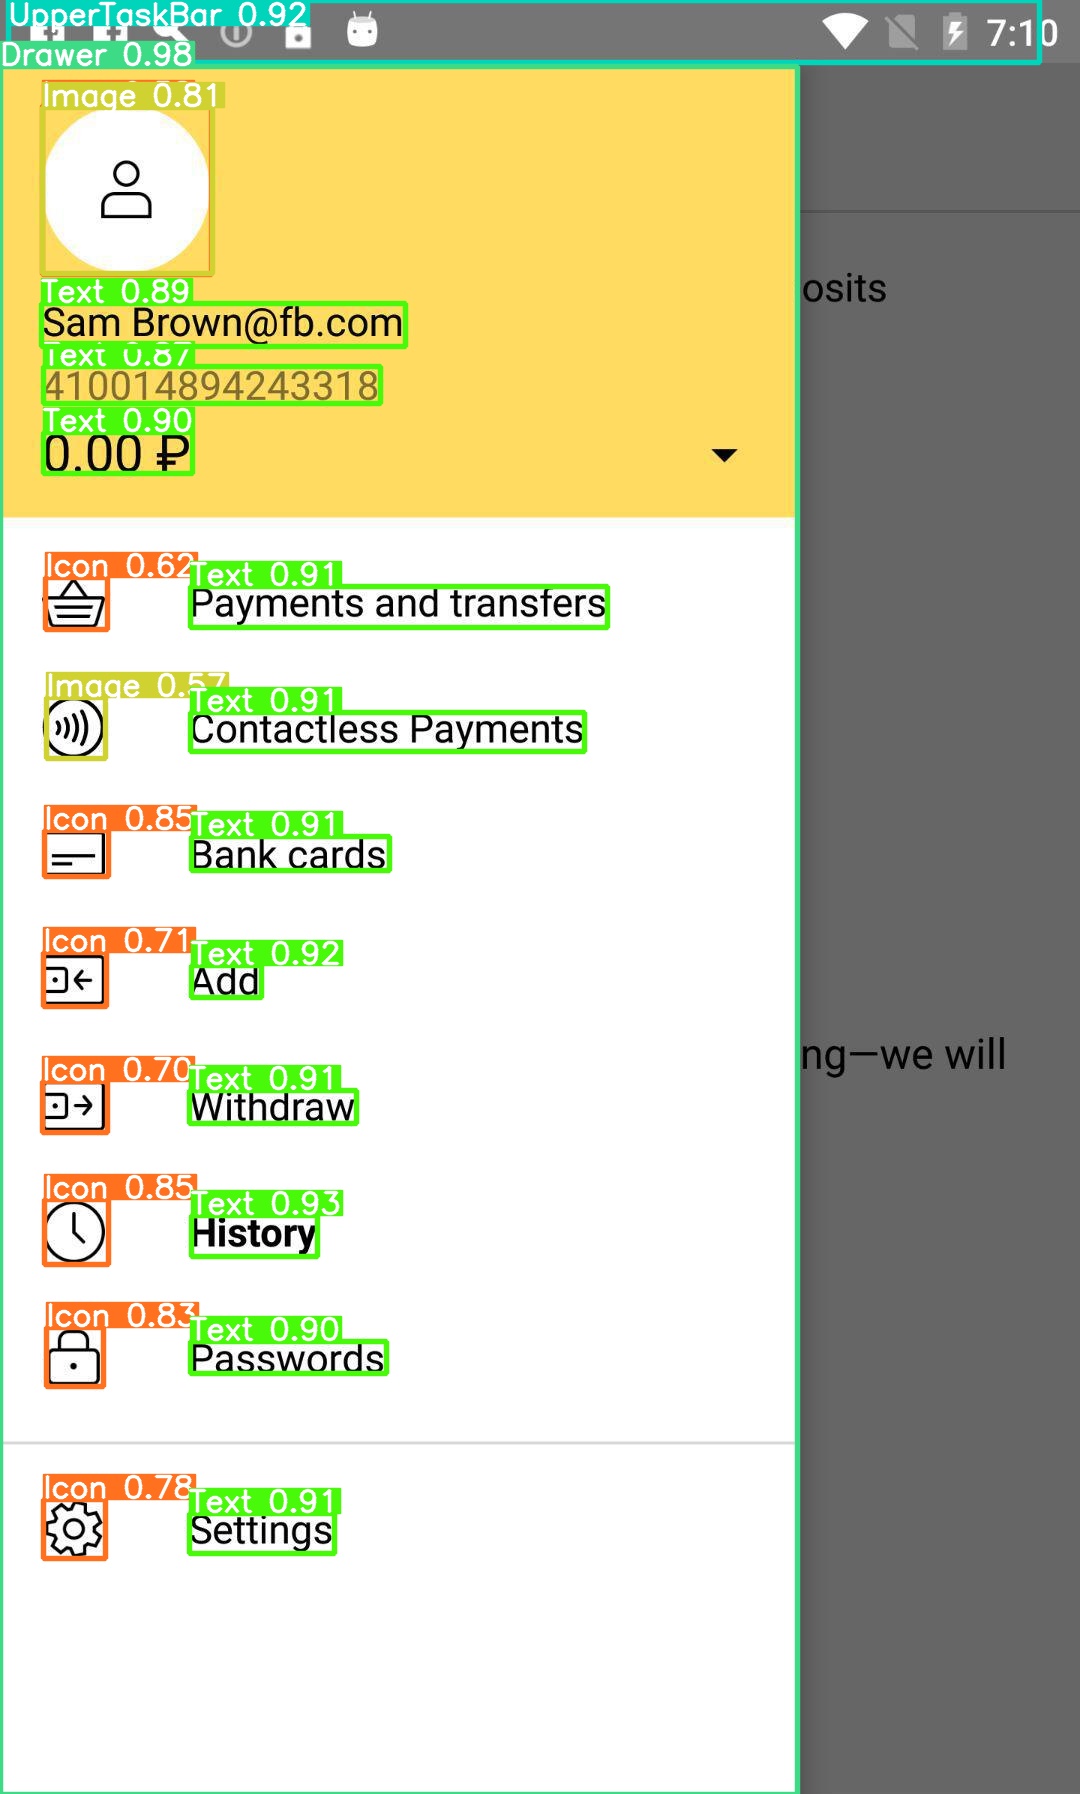 UpperTaskBar 0.92
7:10
Drawer 0.98
Image 0.81
osits
Text 0.89
Sam Brown@fb.com
Text 0.87
410014894243318
Text 0.90
0.00 ₽
Icon 0.62
Text 0.91
Payments and transfers
Image 0.57
Text 0.91
Contactless Payments
Icon 0.85
Text 0.91
Bank cards
Icon 0.71
Text 0.92
Add
ng—we will
Icon 0.70
Text 0.91
Withdraw
Icon 0.85
Text 0.93
History
Icon 0.83
Text 0.90
Passwords
Icon 0.78
Text 0.91
Settings